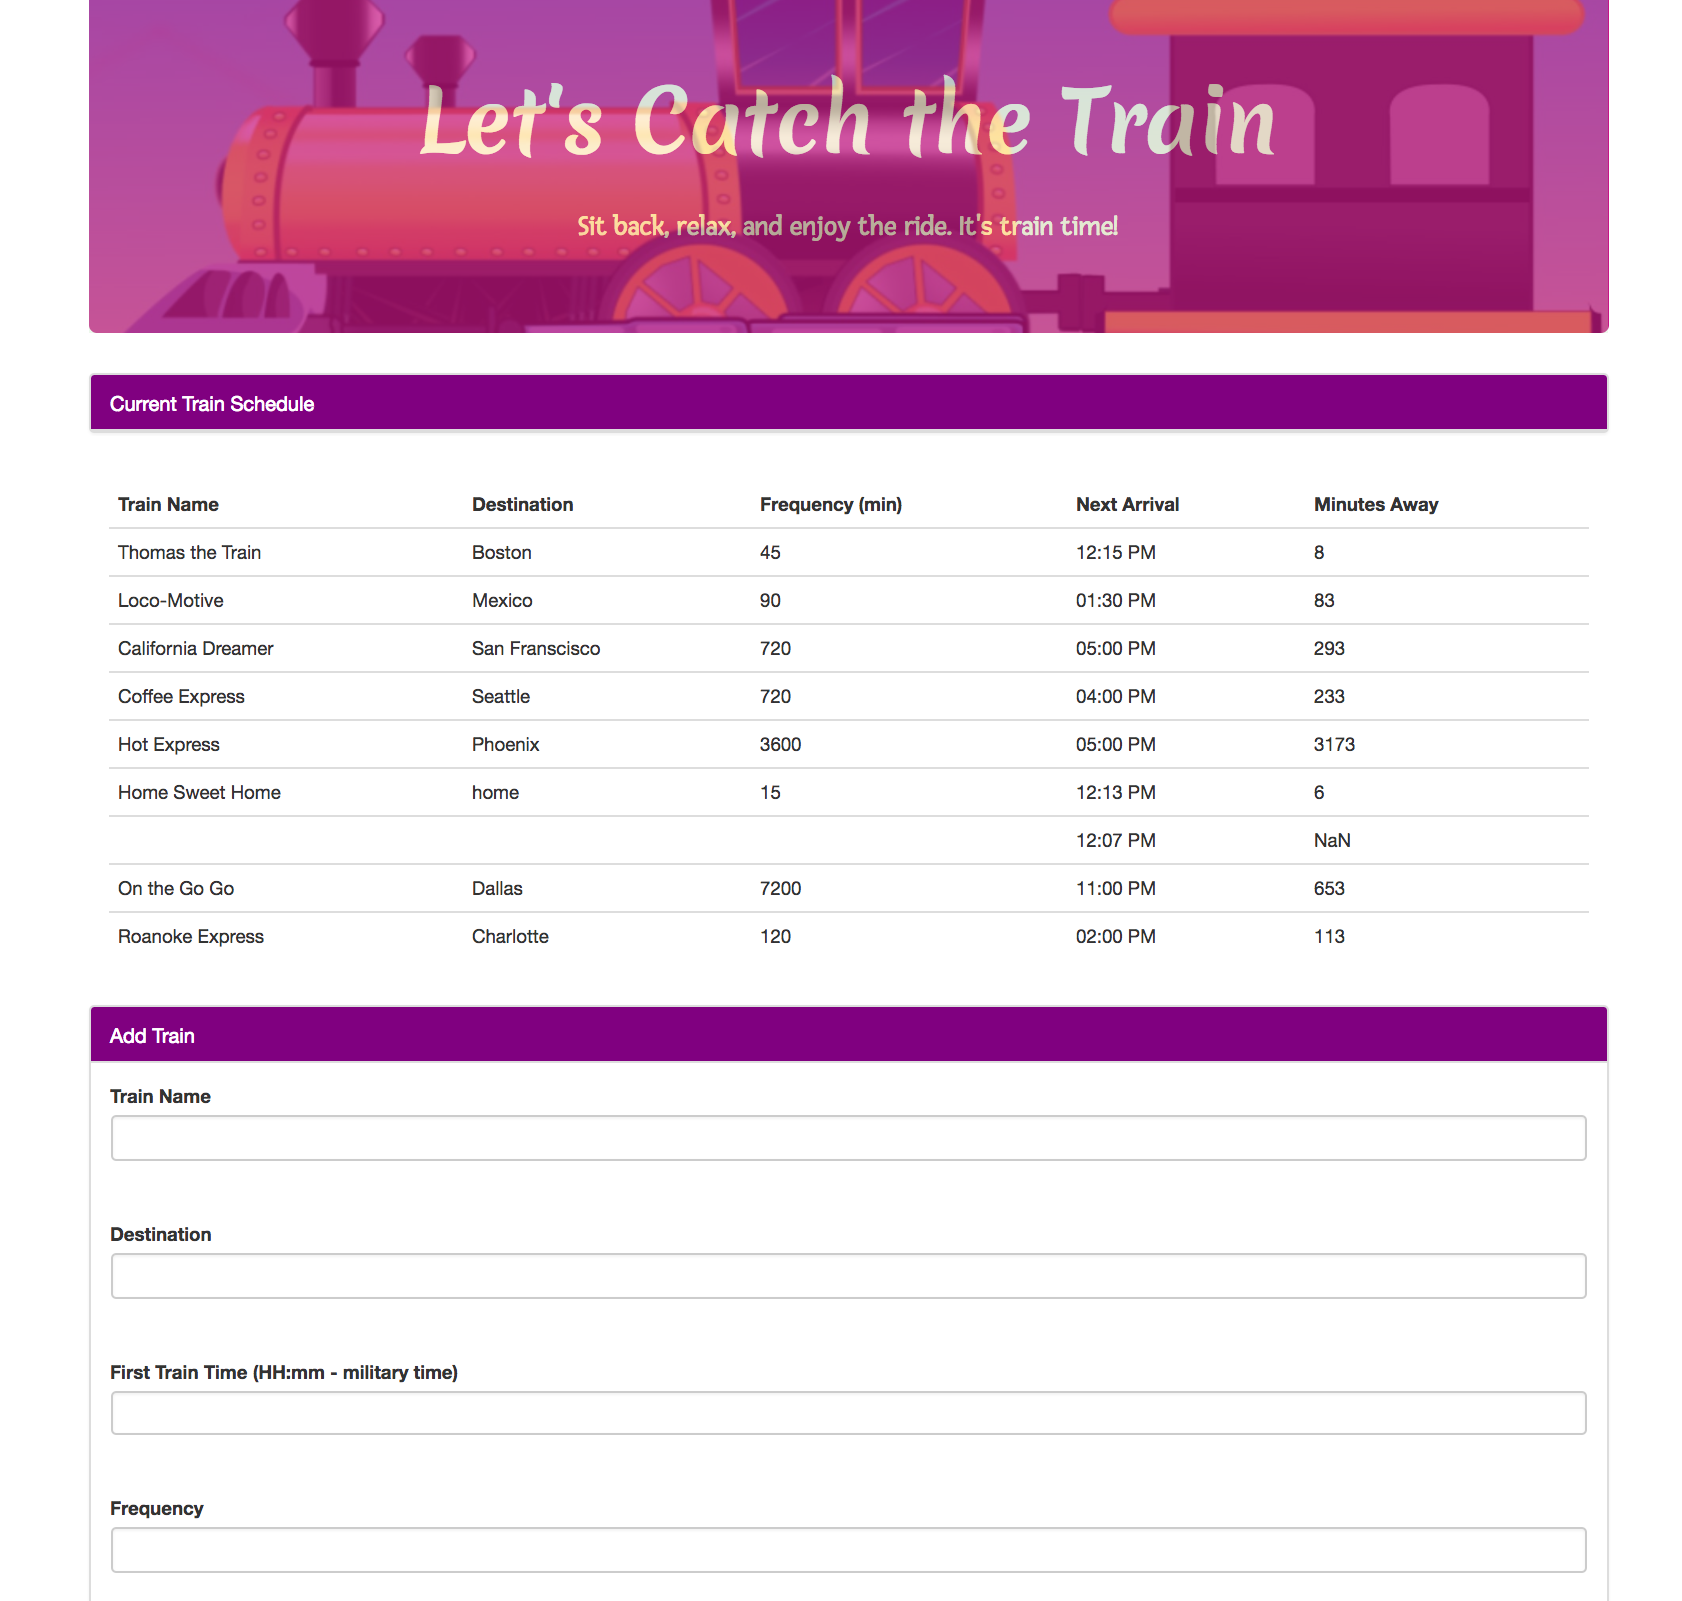 Let's Catch the Train
Sit back, relax, and enjoy the ride. It's train time!
Current Train Schedule
Train Name Destination Frequency (min) Next Arrival Minutes Away
Thomas the Train Boston 45 12:15 PM 8
Loco-Motive Mexico 90 01:30 PM 83
California Dreamer San Franscisco 720 05:00 PM 293
Coffee Express Seattle 720 04:00 PM 233
Hot Express Phoenix 3600 05:00 PM 3173
Home Sweet Home home 15 12:13 PM 6
12:07 PM NaN
On the Go Go Dallas 7200 11:00 PM 653
Roanoke Express Charlotte 120 02:00 PM 113
Add Train
Train Name
Destination
First Train Time (HH:mm - military time)
Frequency